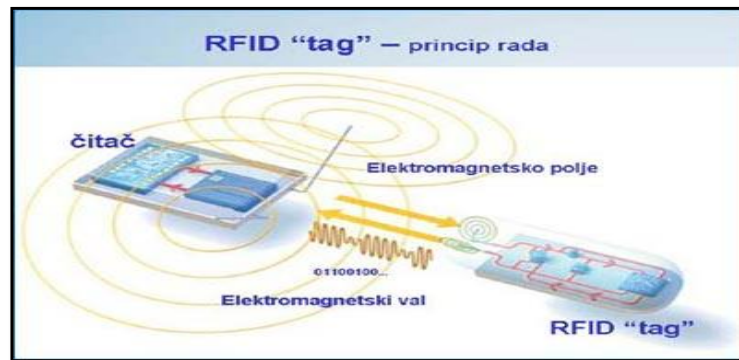 RFID “tag” – princip rada
čitač
Elektromagnetsko polje
01100100...
Elektromagnetski val
RFID “tag”